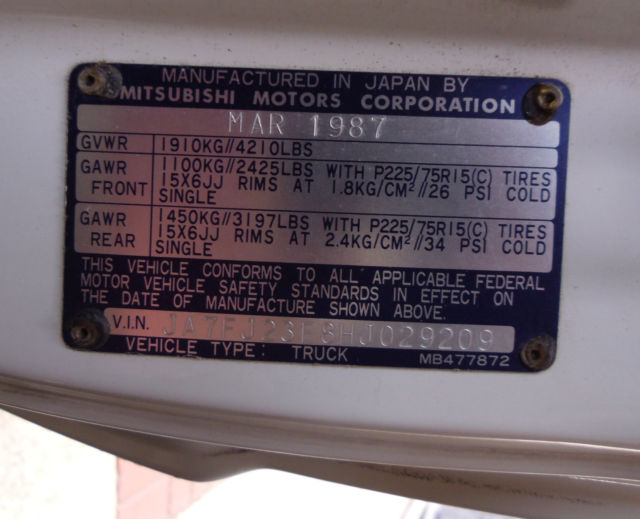 MANUFACTURED IN JAPAN BY
MITSUBISHI MOTORS CORPORATION
MAR 1987
GVWR 1910KG//4210LBS
GAWR 1100KG//2425LBS WITH P225/75R15(C) TIRES
FRONT 15X6JJ RIMS AT 1.8KG/CM²//26 PSI COLD
SINGLE
GAWR 1450KG//3197LBS WITH P225/75R15(C) TIRES
REAR 15X6JJ RIMS AT 2.4KG/CM²//34 PSI COLD
SINGLE
THIS VEHICLE CONFORMS TO ALL APPLICABLE FEDERAL
MOTOR VEHICLE SAFETY STANDARDS IN EFFECT ON
THE DATE OF MANUFACTURE SHOWN ABOVE.
V.I.N. JA7FJ23E8HJ029209
VEHICLE TYPE: TRUCK MB477872